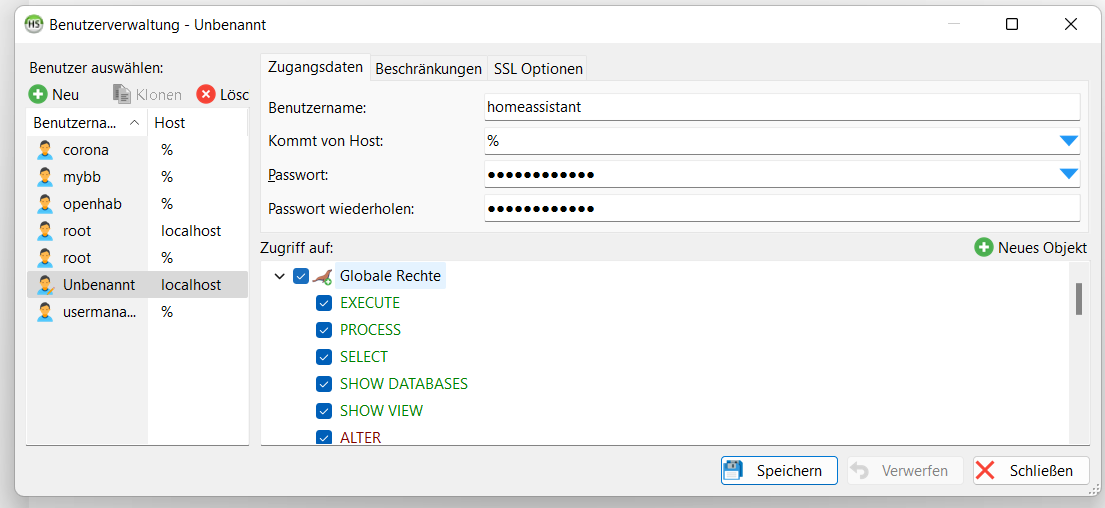 HS Benutzerverwaltung - Unbenannt
Benutzer auswählen:
Neu Klonen Lösc
Benutzerna... Host
corona %
mybb %
openhab %
root localhost
root %
Unbenannt localhost
usermana... %
Zugangsdaten Beschränkungen SSL Optionen
Benutzername: homeassistant
Kommt von Host: %
Passwort: ●●●●●●●●●●●●
Passwort wiederholen: ●●●●●●●●●●●●
Zugriff auf: Neues Objekt
Globale Rechte
EXECUTE
PROCESS
SELECT
SHOW DATABASES
SHOW VIEW
ALTER
Speichern Verwerfen Schließen